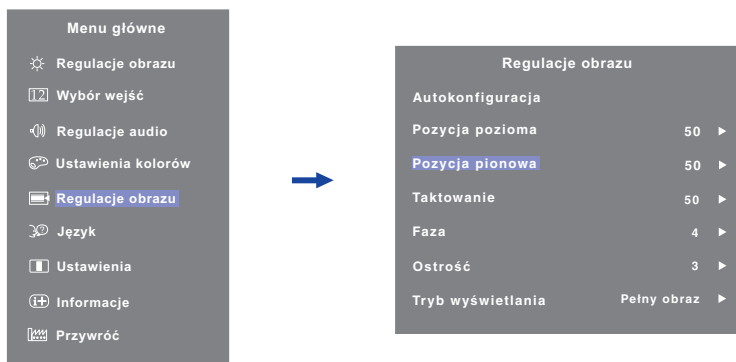 Menu główne
Regulacje obrazu
12 Wybór wejść
Regulacje audio
Ustawienia kolorów
Regulacje obrazu
Język
Ustawienia
Informacje
Przywróć
Regulacje obrazu
Autokonfiguracja
Pozycja pozioma 50
Pozycja pionowa 50
Taktowanie 50
Faza 4
Ostrość 3
Tryb wyświetlania Pełny obraz